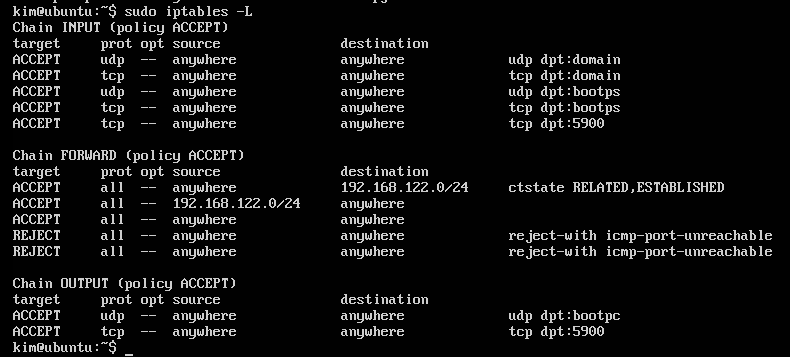 kim@ubuntu:~$ sudo iptables -L
Chain INPUT (policy ACCEPT)
target     prot opt source               destination
ACCEPT     udp  --  anywhere             anywhere             udp dpt:domain
ACCEPT     tcp  --  anywhere             anywhere             tcp dpt:domain
ACCEPT     udp  --  anywhere             anywhere             udp dpt:bootps
ACCEPT     tcp  --  anywhere             anywhere             tcp dpt:bootps
ACCEPT     tcp  --  anywhere             anywhere             tcp dpt:5900
Chain FORWARD (policy ACCEPT)
target     prot opt source               destination
ACCEPT     all  --  anywhere             192.168.122.0/24     ctstate RELATED,ESTABLISHED
ACCEPT     all  --  192.168.122.0/24     anywhere
ACCEPT     all  --  anywhere             anywhere
REJECT     all  --  anywhere             anywhere             reject-with icmp-port-unreachable
REJECT     all  --  anywhere             anywhere             reject-with icmp-port-unreachable
Chain OUTPUT (policy ACCEPT)
target     prot opt source               destination
ACCEPT     udp  --  anywhere             anywhere             udp dpt:bootpc
ACCEPT     tcp  --  anywhere             anywhere             tcp dpt:5900
kim@ubuntu:~$ _